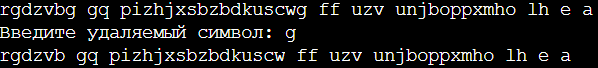 rgdzvbg gq pizhjxsbzbdkuscwg ff uzv unjboppxmho lh e a
Введите удаляемый символ: g
rgdzvb gq pizhjxsbzbdkuscw ff uzv unjboppxmho lh e a